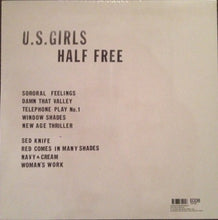 U.S. GIRLS
HALF FREE
SORORAL FEELINGS
DAMN THAT VALLEY
TELEPHONE PLAY No.1
WINDOW SHADES
NEW AGE THRILLER
SED KNIFE
RED COMES IN MANY SHADES
NAVY & CREAM
WOMAN'S WORK